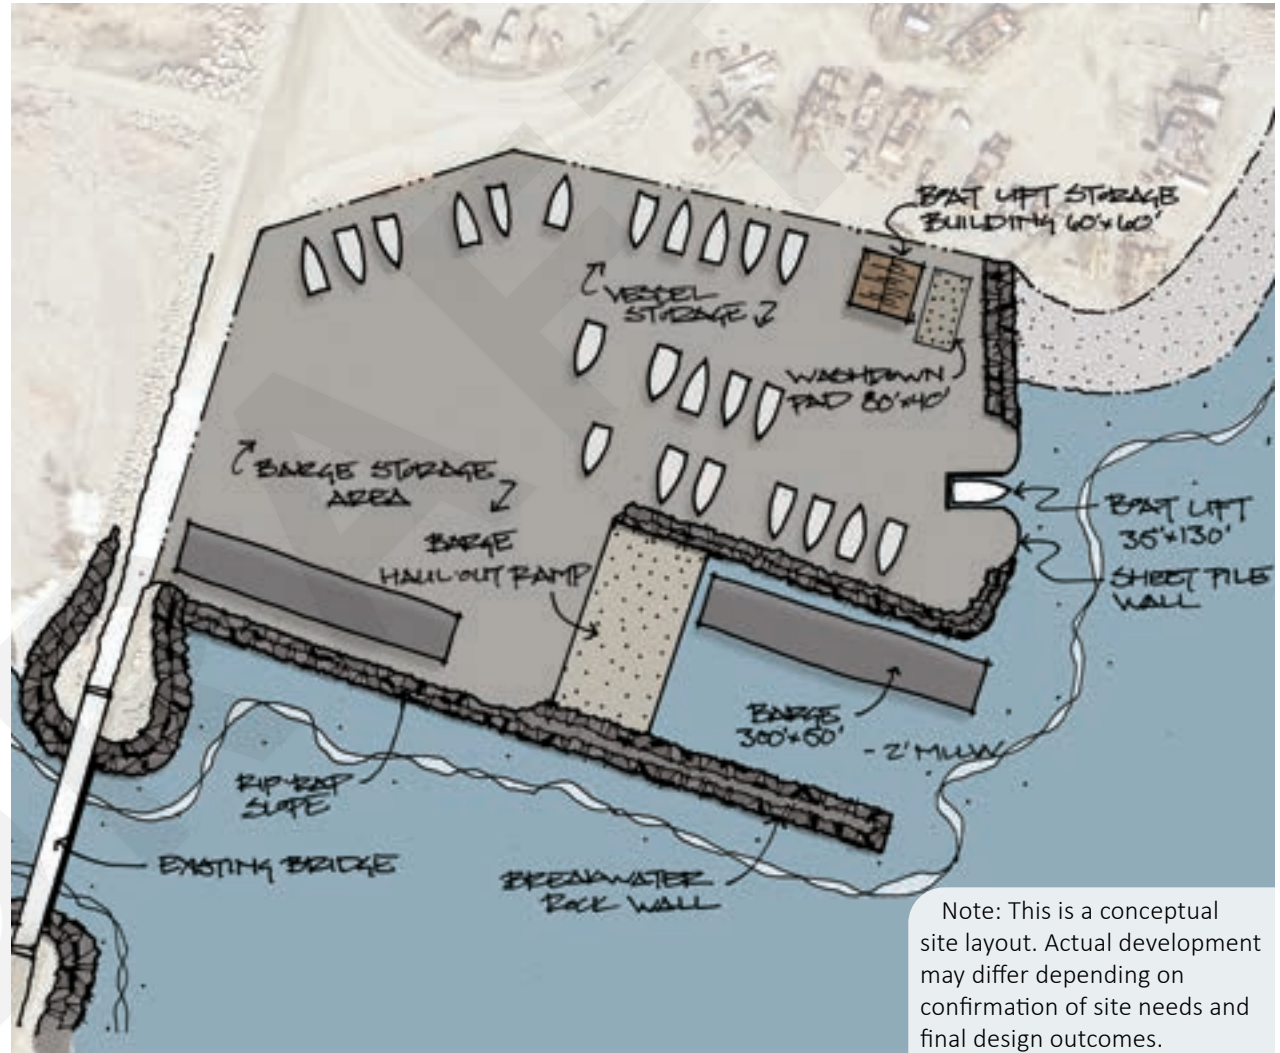 BOAT LIFT STORAGE
BUILDING 60'x60'
VESSEL
STORAGE
WASHDOWN
PAD 80'x40'
BARGE STORAGE
AREA
BARGE
HAUL-OUT RAMP
BOAT LIFT
35'x130'
SHEET PILE
WALL
BARGE
300'x60'
-2' MLLW
RIP-RAP
SLOPE
EXISTING BRIDGE
BREAKWATER
ROCK WALL
Note: This is a conceptual
site layout. Actual development
may differ depending on
confirmation of site needs and
final design outcomes.
DRAFT